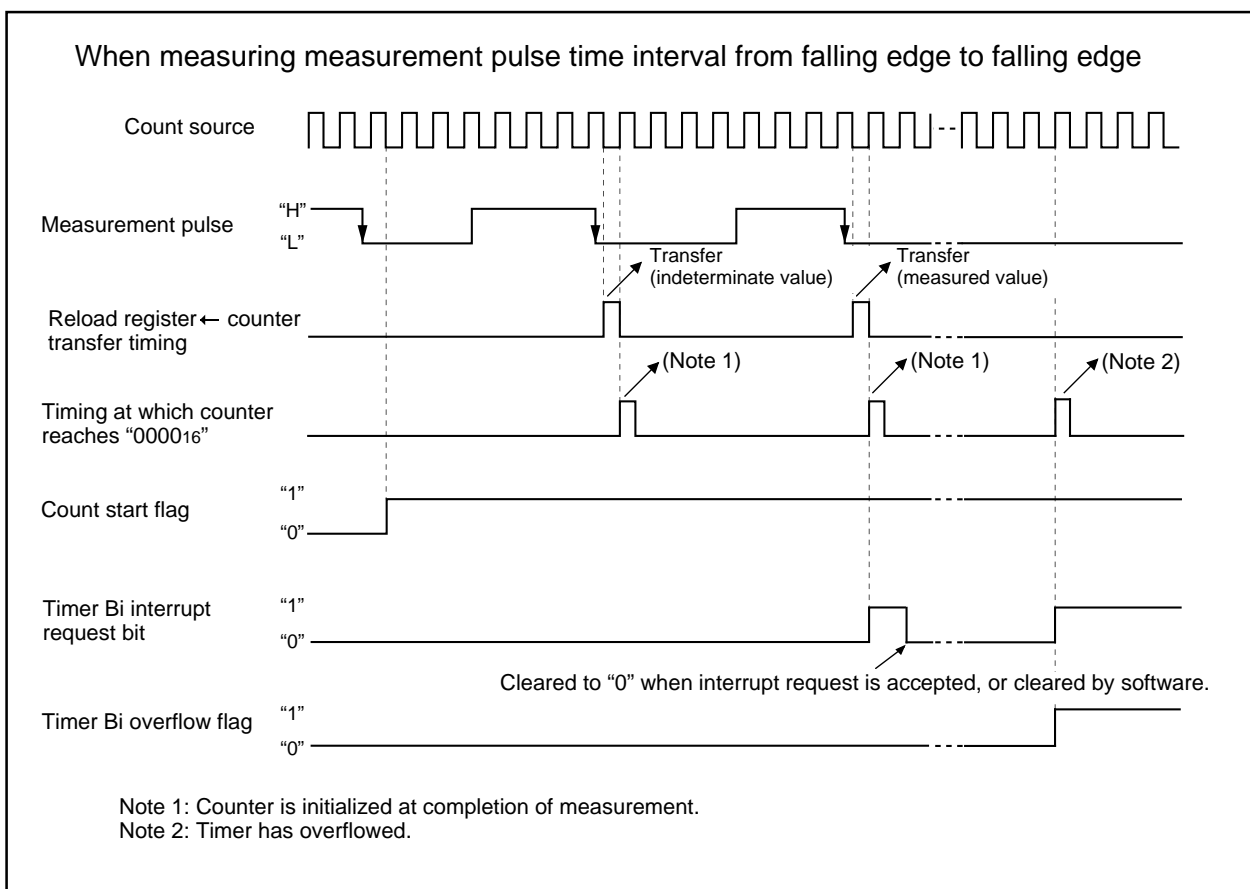 When measuring measurement pulse time interval from falling edge to falling edge
Count source
Measurement pulse
“H”
“L”
Transfer
(indeterminate value)
Transfer
(measured value)
Reload register ← counter
transfer timing
(Note 1)
(Note 1)
(Note 2)
Timing at which counter
reaches “000016”
Count start flag
“1”
“0”
Timer Bi interrupt
request bit
“1”
“0”
Cleared to “0” when interrupt request is accepted, or cleared by software.
Timer Bi overflow flag
“1”
“0”
Note 1: Counter is initialized at completion of measurement.
Note 2: Timer has overflowed.